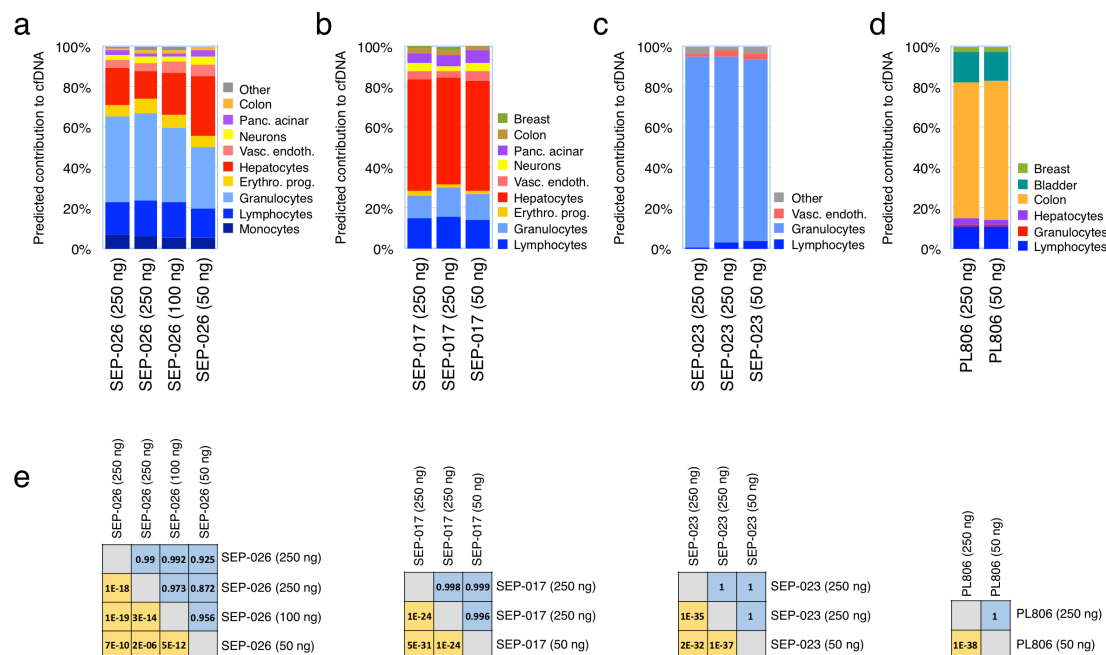 a
Predicted contribution to cfDNA
100%
80%
60%
40%
20%
0%
Other
Colon
Panc. acinar
Neurons
Vasc. endoth.
Hepatocytes
Erythro. prog.
Granulocytes
Lymphocytes
Monocytes
SEP-026 (250 ng)
SEP-026 (250 ng)
SEP-026 (100 ng)
SEP-026 (50 ng)
b
Predicted contribution to cfDNA
100%
80%
60%
40%
20%
0%
Breast
Colon
Panc. acinar
Neurons
Vasc. endoth.
Hepatocytes
Erythro. prog.
Granulocytes
Lymphocytes
SEP-017 (250 ng)
SEP-017 (250 ng)
SEP-017 (50 ng)
c
Predicted contribution to cfDNA
100%
80%
60%
40%
20%
0%
Other
Vasc. endoth.
Granulocytes
Lymphocytes
SEP-023 (250 ng)
SEP-023 (250 ng)
SEP-023 (50 ng)
d
Predicted contribution to cfDNA
100%
80%
60%
40%
20%
0%
Breast
Bladder
Colon
Hepatocytes
Granulocytes
Lymphocytes
PL806 (250 ng)
PL806 (50 ng)
e
SEP-026 (250 ng)
SEP-026 (250 ng)
SEP-026 (100 ng)
SEP-026 (50 ng)
0.99 0.992 0.925 SEP-026 (250 ng)
1E-18 0.973 0.872 SEP-026 (250 ng)
1E-19 3E-14 0.956 SEP-026 (100 ng)
7E-10 2E-06 5E-12 SEP-026 (50 ng)
SEP-017 (250 ng)
SEP-017 (250 ng)
SEP-017 (50 ng)
0.998 0.999 SEP-017 (250 ng)
1E-24 0.996 SEP-017 (250 ng)
5E-31 1E-24 SEP-017 (50 ng)
SEP-023 (250 ng)
SEP-023 (250 ng)
SEP-023 (50 ng)
1 1 SEP-023 (250 ng)
1E-35 1 SEP-023 (250 ng)
2E-32 1E-37 SEP-023 (50 ng)
PL806 (250 ng)
PL806 (50 ng)
1 PL806 (250 ng)
1E-38 PL806 (50 ng)